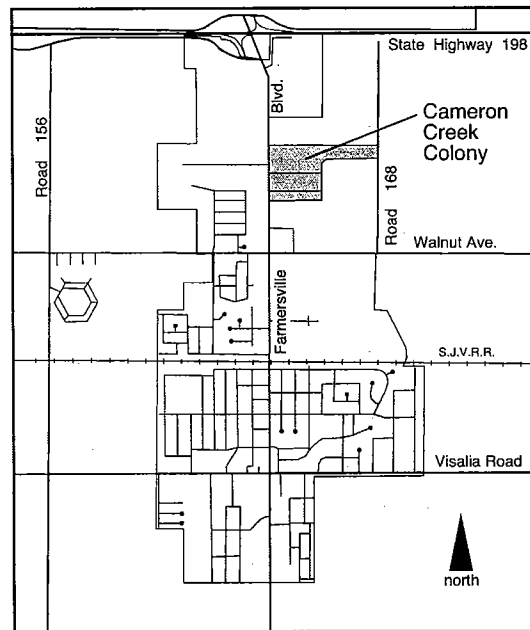 State Highway 198
Blvd.
Cameron
Creek
Colony
Road 156
Road 168
Walnut Ave.
Farmersville
S.J.V.R.R.
Visalia Road
north